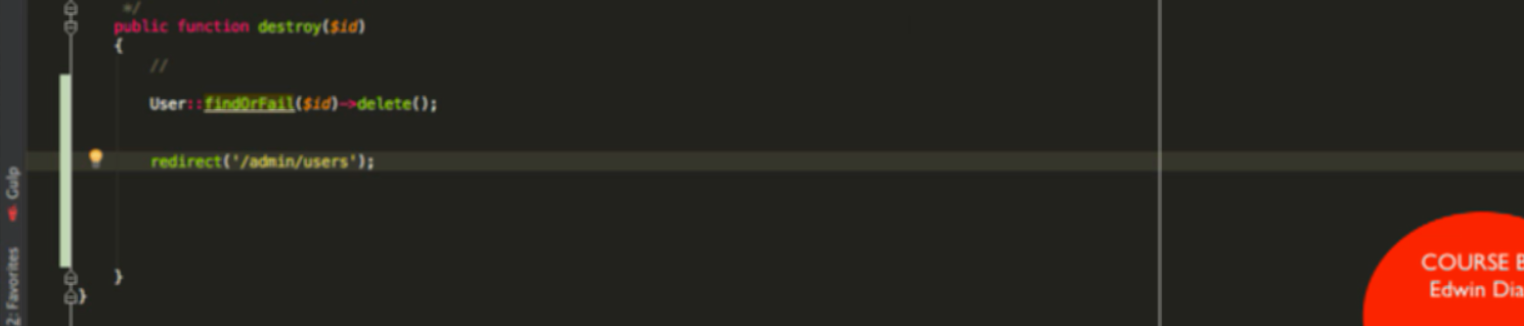 */
public function destroy($id)
{
//
User::findOrFail($id)->delete();
redirect('/admin/users');
}
}
Gulp
2: Favorites
COURSE B
Edwin Dia